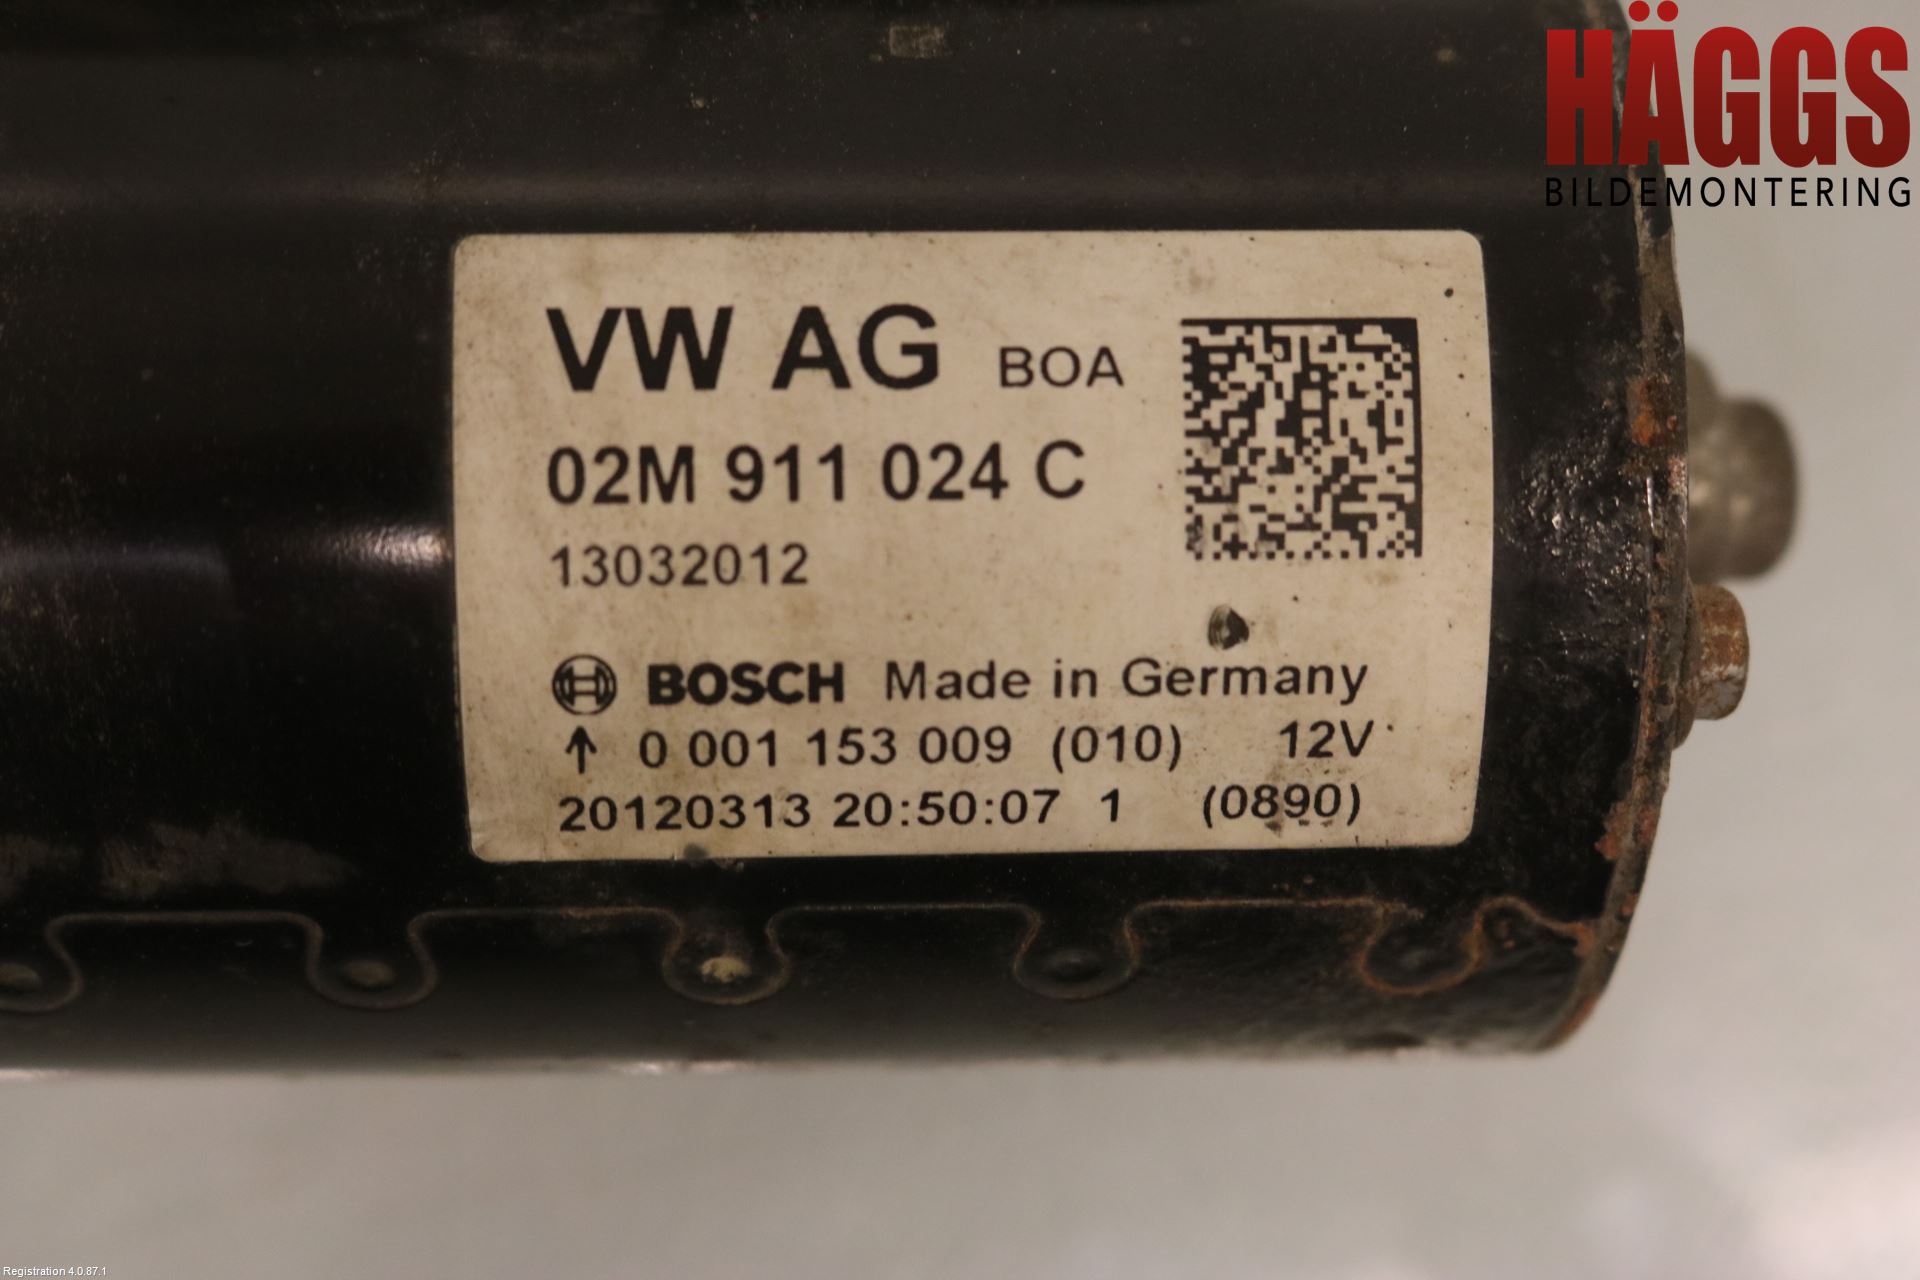 HÄGGS
BILDEMONTERING
VW AG BOA
02M 911 024 C
13032012
BOSCH Made in Germany
↑ 0 001 153 009 (010) 12V
20120313 20:50:07 1 (0890)
Registration 4.0.87.1